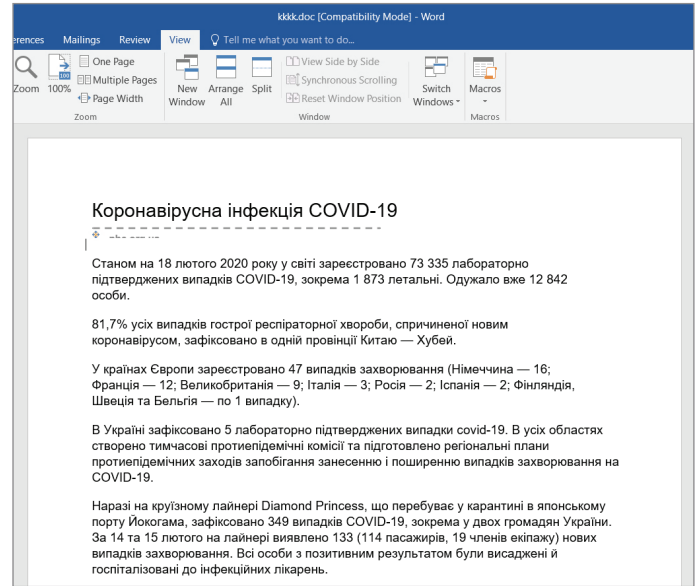 kkkk.doc [Compatibility Mode] - Word
erences Mailings Review View Tell me what you want to do...
Zoom 100% One Page Multiple Pages Page Width New Window Arrange All Split View Side by Side Synchronous Scrolling Reset Window Position Switch Windows Macros
Zoom Window Macros
Коронавірусна інфекція COVID-19
Станом на 18 лютого 2020 року у світі зареєстровано 73 335 лабораторно
підтверджених випадків COVID-19, зокрема 1 873 летальні. Одужало вже 12 842
особи.
81,7% усіх випадків гострої респіраторної хвороби, спричиненої новим
коронавірусом, зафіксовано в одній провінції Китаю — Хубей.
У країнах Європи зареєстровано 47 випадків захворювання (Німеччина — 16;
Франція — 12; Великобританія — 9; Італія — 3; Росія — 2; Іспанія — 2; Фінляндія,
Швеція та Бельгія — по 1 випадку).
В Україні зафіксовано 5 лабораторно підтверджених випадки covid-19. В усіх областях
створено тимчасові протиепідемічні комісії та підготовлено регіональні плани
протиепідемічних заходів запобігання занесенню і поширенню випадків захворювання на
COVID-19.
Наразі на круїзному лайнері Diamond Princess, що перебуває у карантині в японському
порту Йокогама, зафіксовано 349 випадків COVID-19, зокрема у двох громадян України.
За 14 та 15 лютого на лайнері виявлено 133 (114 пасажирів, 19 членів екіпажу) нових
випадків захворювання. Всі особи з позитивним результатом були висаджені й
госпіталізовані до інфекційних лікарень.